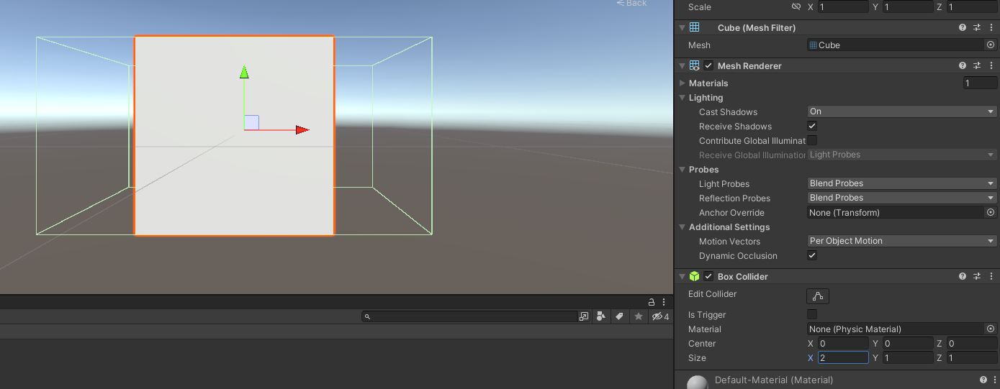 Back
Scale X 1 Y 1 Z 1
Cube (Mesh Filter)
Mesh Cube
Mesh Renderer
Materials 1
Lighting
Cast Shadows On
Receive Shadows
Contribute Global Illuminat
Receive Global Illumination Light Probes
Probes
Light Probes Blend Probes
Reflection Probes Blend Probes
Anchor Override None (Transform)
Additional Settings
Motion Vectors Per Object Motion
Dynamic Occlusion
Box Collider
Edit Collider
4
Is Trigger
Material None (Physic Material)
Center X 0 Y 0 Z 0
Size X 2 Y 1 Z 1
Default-Material (Material)